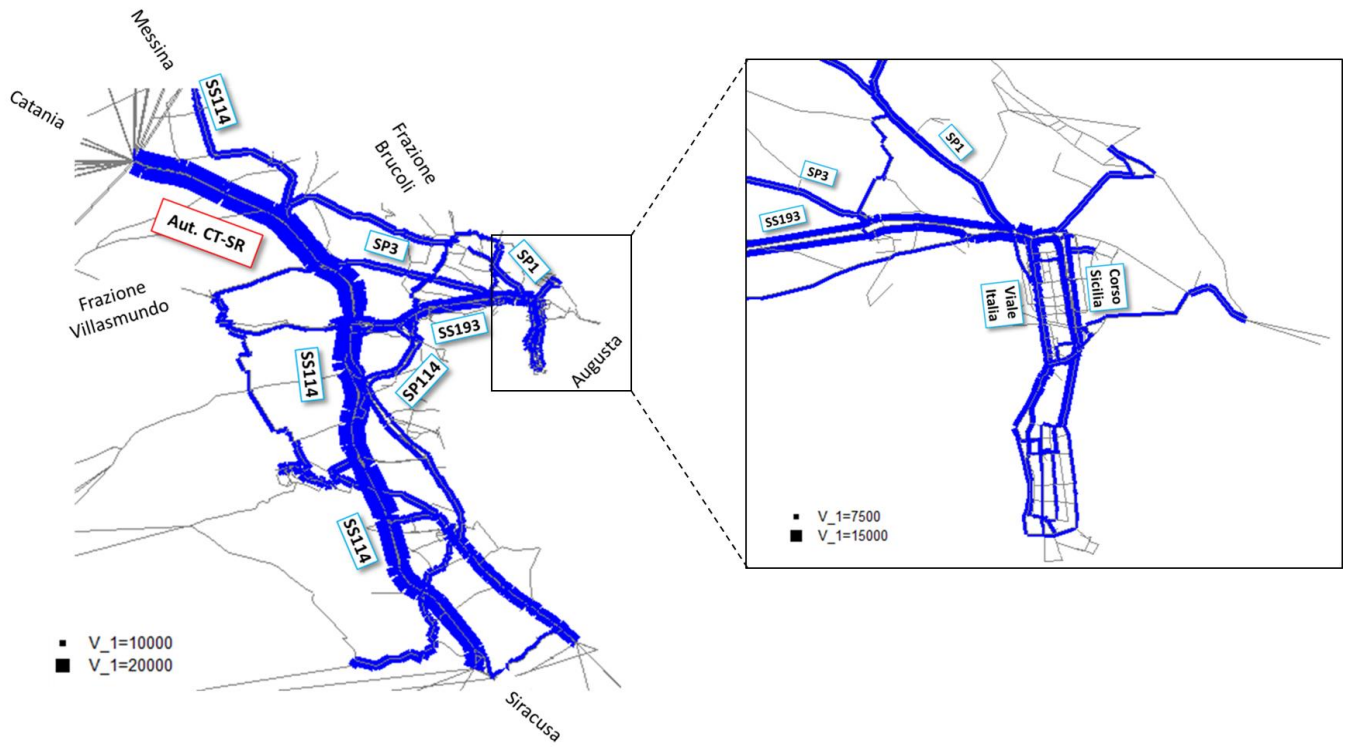 Messina
Catania
SS114
Frazione
Brucoli
Aut. CT-SR
SP3
SP1
Frazione
Villasmundo
SS193
SS114
SP114
Augusta
SS114
V_1=10000
V_1=20000
Siracusa
SP1
SP3
SS193
Viale
Italia
Corso
Sicilia
V_1=7500
V_1=15000